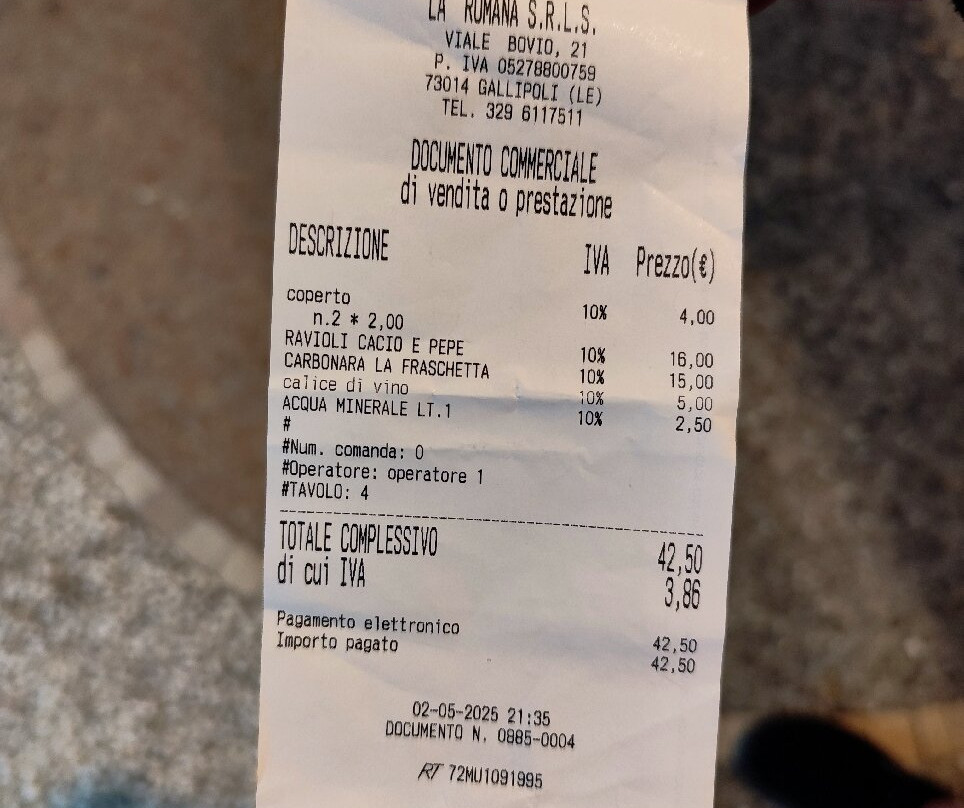 LA ROMANA S.R.L.S.
VIALE BOVIO, 21
P. IVA 05278800759
73014 GALLIPOLI (LE)
TEL. 329 6117511
DOCUMENTO COMMERCIALE
di vendita o prestazione
DESCRIZIONE IVA Prezzo(€)
coperto
n.2 * 2,00 10% 4,00
RAVIOLI CACIO E PEPE 10% 16,00
CARBONARA LA FRASCHETTA 10% 15,00
calice di vino 10% 5,00
ACQUA MINERALE LT.1 10% 2,50
#
#Num. comanda: 0
#Operatore: operatore 1
#TAVOLO: 4
TOTALE COMPLESSIVO 42,50
di cui IVA 3,86
Pagamento elettronico 42,50
Importo pagato 42,50
02-05-2025 21:35
DOCUMENTO N. 0885-0004
RT 72MU1091995